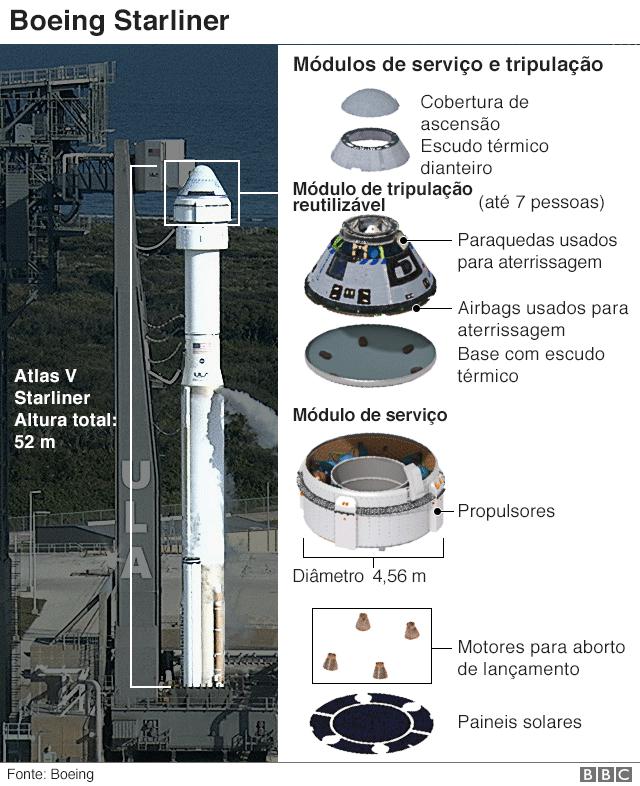 Boeing Starliner
Módulos de serviço e tripulação
Cobertura de
ascensão
Escudo térmico
dianteiro
Módulo de tripulação
reutilizável
(até 7 pessoas)
Paraquedas usados
para aterrissagem
Airbags usados para
aterrissagem
Base com escudo
térmico
Atlas V
Starliner
Altura total:
52 m
ULA
ULA
Módulo de serviço
Propulsores
Diâmetro 4,56 m
Motores para aborto
de lançamento
Paineis solares
Fonte: Boeing
BBC